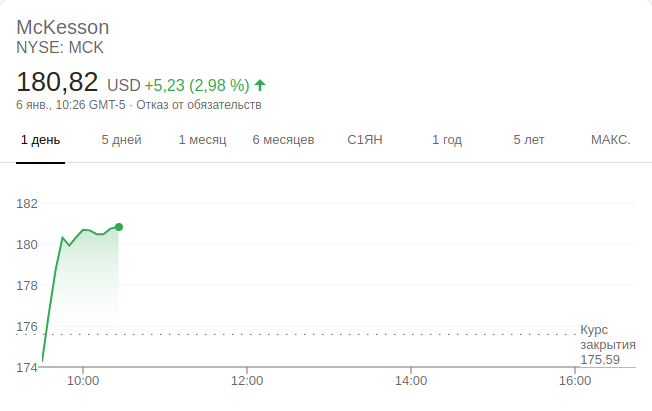 McKesson
NYSE: MCK
180,82 USD +5,23 (2,98 %)
6 янв., 10:26 GMT-5 · Отказ от обязательств
1 день 5 дней 1 месяц 6 месяцев С1ЯН 1 год 5 лет МАКС.
182
180
178
176
Курс
закрытия
175,59
174
10:00 12:00 14:00 16:00